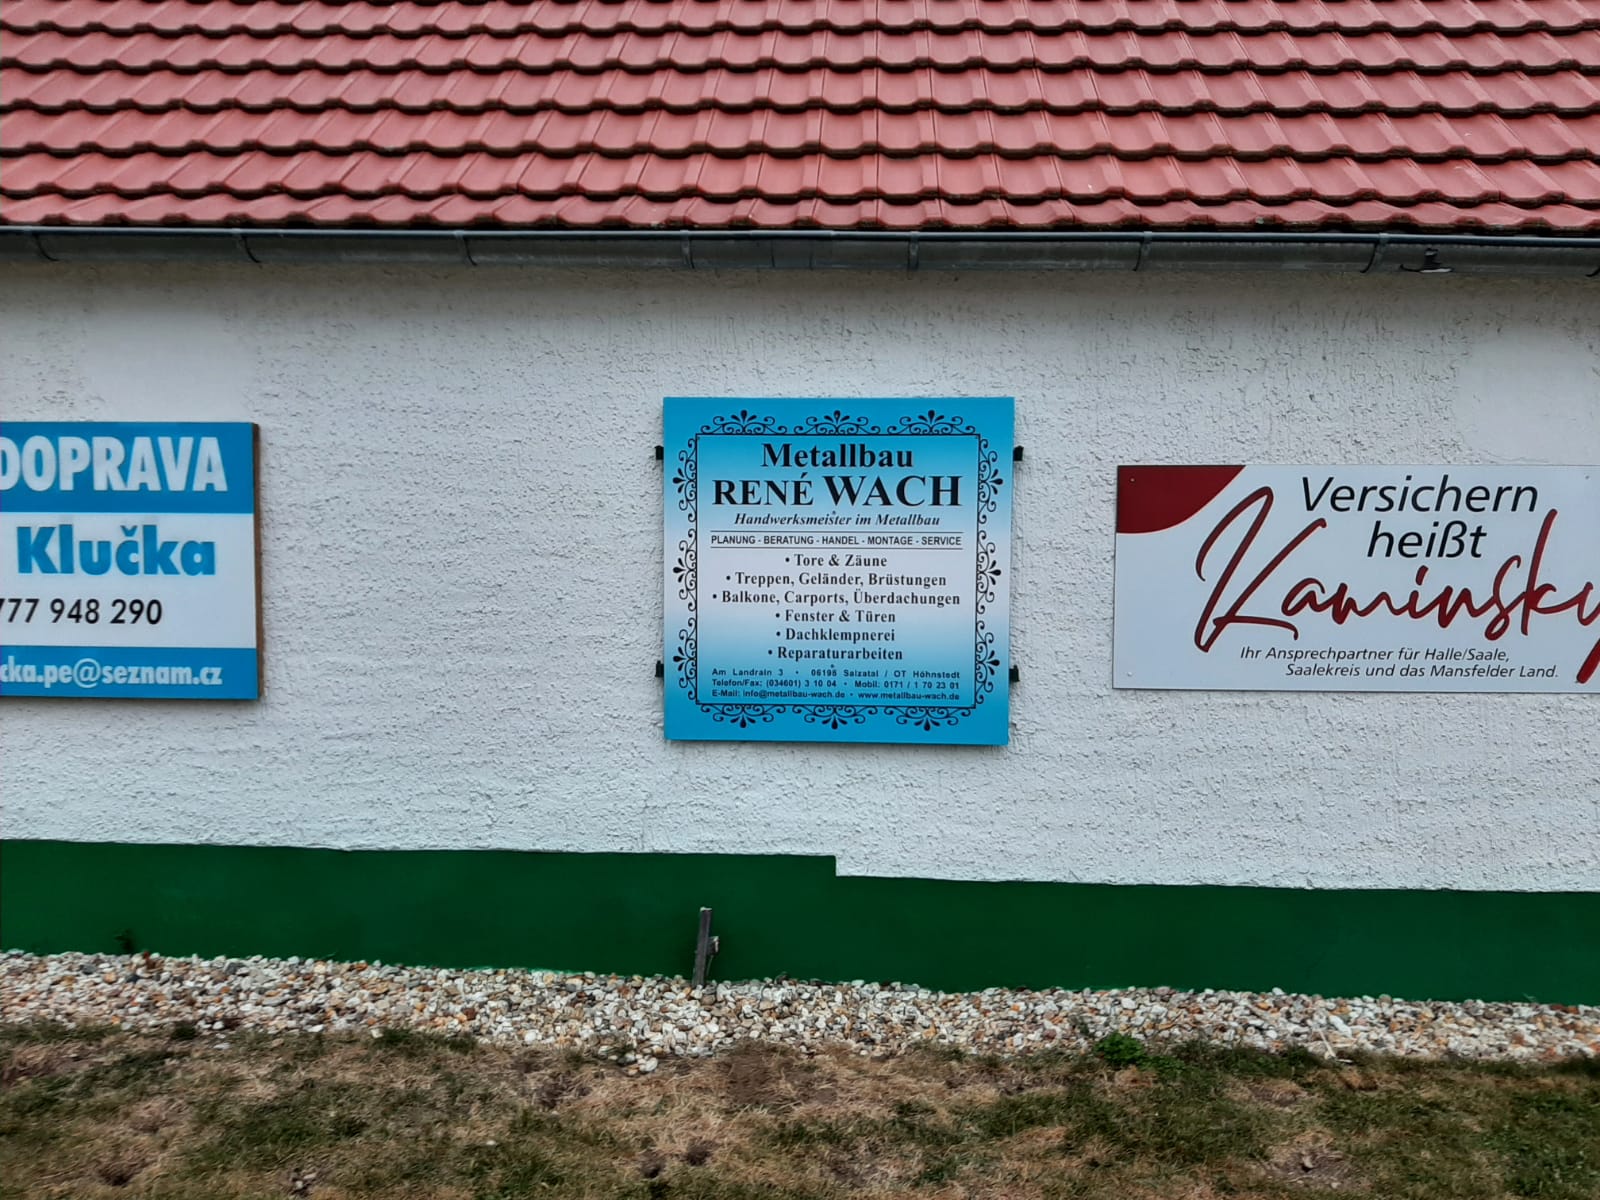 DOPRAVA
Klučka
777 948 290
cka.pe@seznam.cz
Metallbau
RENÉ WACH
Handwerksmeister im Metallbau
PLANUNG - BERATUNG - HANDEL - MONTAGE - SERVICE
• Tore & Zäune
• Treppen, Geländer, Brüstungen
• Balkone, Carports, Überdachungen
• Fenster & Türen
• Dachklempnerei
• Reparaturarbeiten
Am Landrain 3 • 06198 Salzatal / OT Höhnstedt
Telefon/Fax: (034601) 3 10 04 • Mobil: 0171 / 1 70 23 01
E-Mail: info@metallbau-wach.de • www.metallbau-wach.de
Versichern
heißt
Kaminsky
Ihr Ansprechpartner für Halle/Saale,
Saalekreis und das Mansfelder Land.